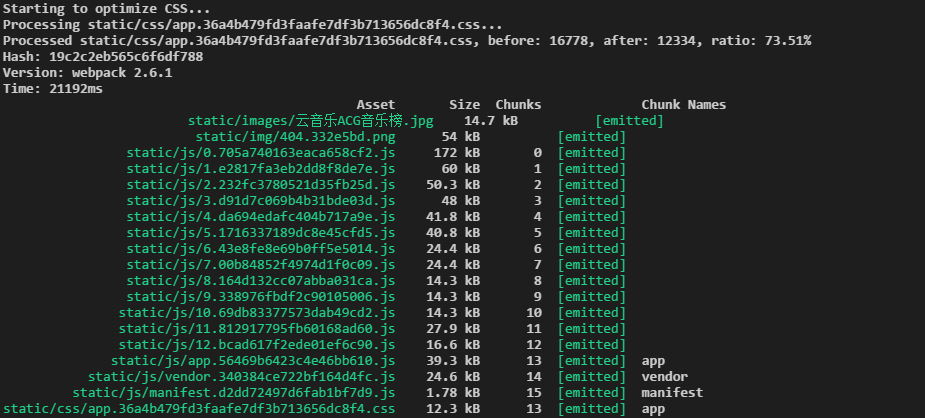 Starting to optimize CSS...
Processing static/css/app.36a4b479fd3faafe7df3b713656dc8f4.css...
Processed static/css/app.36a4b479fd3faafe7df3b713656dc8f4.css, before: 16778, after: 12334, ratio: 73.51%
Hash: 19c2c2eb565c6f6df788
Version: webpack 2.6.1
Time: 21192ms
Asset Size Chunks Chunk Names
static/images/云音乐ACG音乐榜.jpg 14.7 kB [emitted]
static/img/404.332e5bd.png 54 kB [emitted]
static/js/0.705a740163eaca658cf2.js 172 kB 0 [emitted]
static/js/1.e2817fa3eb2dd8f8de7e.js 60 kB 1 [emitted]
static/js/2.232fc3780521d35fb25d.js 50.3 kB 2 [emitted]
static/js/3.d91d7c069b4b31bde03d.js 48 kB 3 [emitted]
static/js/4.da694edafc404b717a9e.js 41.8 kB 4 [emitted]
static/js/5.1716337189dc8e45cfd5.js 40.8 kB 5 [emitted]
static/js/6.43e8fe8e69b0ff5e5014.js 24.4 kB 6 [emitted]
static/js/7.00b84852f4974d1f0c09.js 24.4 kB 7 [emitted]
static/js/8.164d132cc07abba031ca.js 14.3 kB 8 [emitted]
static/js/9.338976fbdf2c90105006.js 14.3 kB 9 [emitted]
static/js/10.69db83377573dab49cd2.js 14.3 kB 10 [emitted]
static/js/11.812917795fb60168ad60.js 27.9 kB 11 [emitted]
static/js/12.bcad617f2ede01ef6c90.js 16.6 kB 12 [emitted]
static/js/app.56469b6423c4e46bb610.js 39.3 kB 13 [emitted] app
static/js/vendor.340384ce722bf164d4fc.js 24.6 kB 14 [emitted] vendor
static/js/manifest.d2dd72497d6fab1bf7d9.js 1.78 kB 15 [emitted] manifest
static/css/app.36a4b479fd3faafe7df3b713656dc8f4.css 12.3 kB 13 [emitted] app